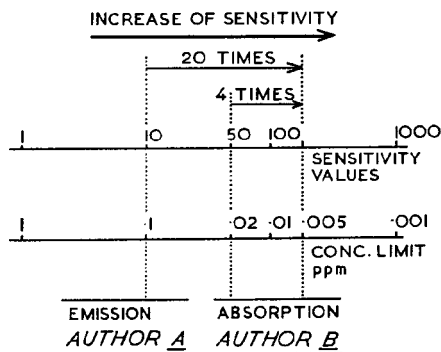 INCREASE OF SENSITIVITY
20 TIMES
4 TIMES
1 10 50 100 1000
SENSITIVITY
VALUES
1 ·1 ·02 ·01 ·005 ·001
CONC. LIMIT
ppm
EMISSION ABSORPTION
AUTHOR A AUTHOR B